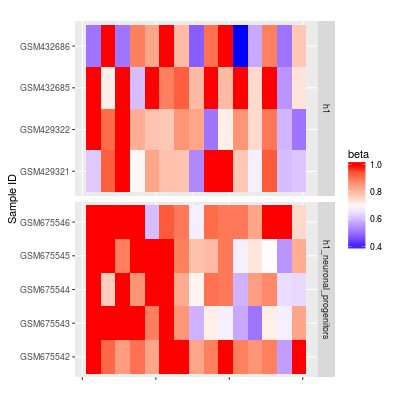 GSM432686
GSM432685
GSM429322
GSM429321
h1
GSM675546
GSM675545
GSM675544
GSM675543
GSM675542
h1_neuronal_progenitors
Sample ID
beta
1.0
0.8
0.6
0.4